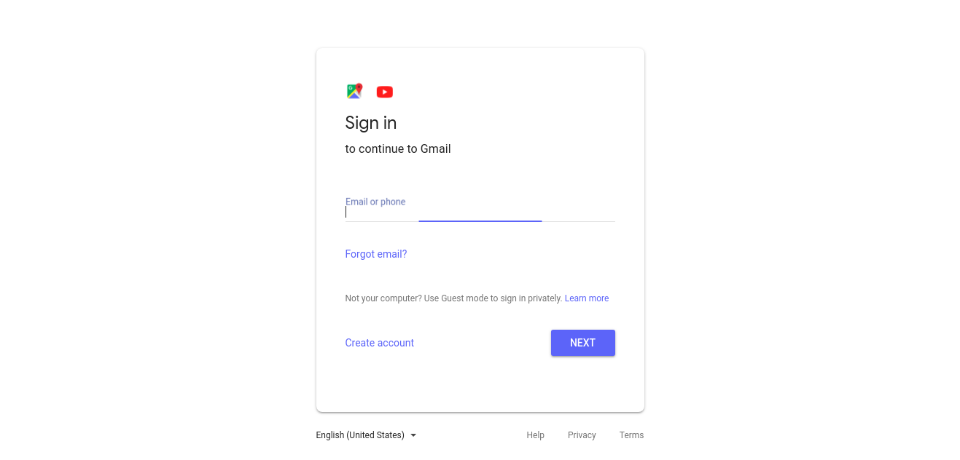 Sign in
to continue to Gmail
Email or phone
Forgot email?
Not your computer? Use Guest mode to sign in privately. Learn more
Create account NEXT
English (United States) Help Privacy Terms